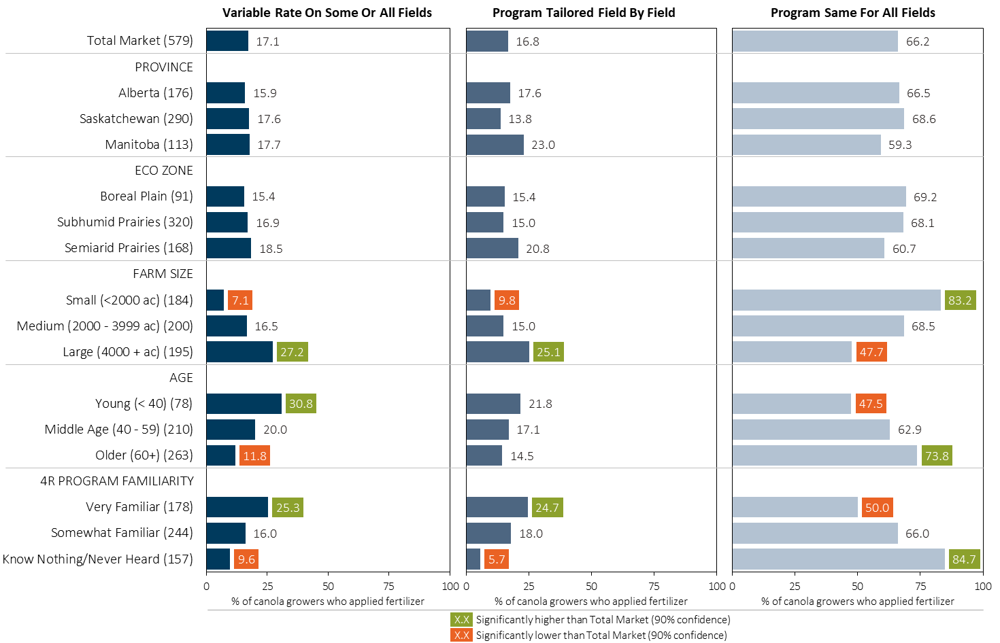 Variable Rate On Some Or All Fields Program Tailored Field By Field Program Same For All Fields
Total Market (579) 17.1 16.8 66.2
PROVINCE
Alberta (176) 15.9 17.6 66.5
Saskatchewan (290) 17.6 13.8 68.6
Manitoba (113) 17.7 23.0 59.3
ECO ZONE
Boreal Plain (91) 15.4 15.4 69.2
Subhumid Prairies (320) 16.9 15.0 68.1
Semiarid Prairies (168) 18.5 20.8 60.7
FARM SIZE
Small (<2000 ac) (184) 7.1 9.8 83.2
Medium (2000 - 3999 ac) (200) 16.5 15.0 68.5
Large (4000 + ac) (195) 27.2 25.1 47.7
AGE
Young (< 40) (78) 30.8 21.8 47.5
Middle Age (40 - 59) (210) 20.0 17.1 62.9
Older (60+) (263) 11.8 14.5 73.8
4R PROGRAM FAMILIARITY
Very Familiar (178) 25.3 24.7 50.0
Somewhat Familiar (244) 16.0 18.0 66.0
Know Nothing/Never Heard (157) 9.6 5.7 84.7
0 25 50 75 100 0 25 50 75 100 0 25 50 75 100
% of canola growers who applied fertilizer % of canola growers who applied fertilizer % of canola growers who applied fertilizer
X.X Significantly higher than Total Market (90% confidence)
X.X Significantly lower than Total Market (90% confidence)